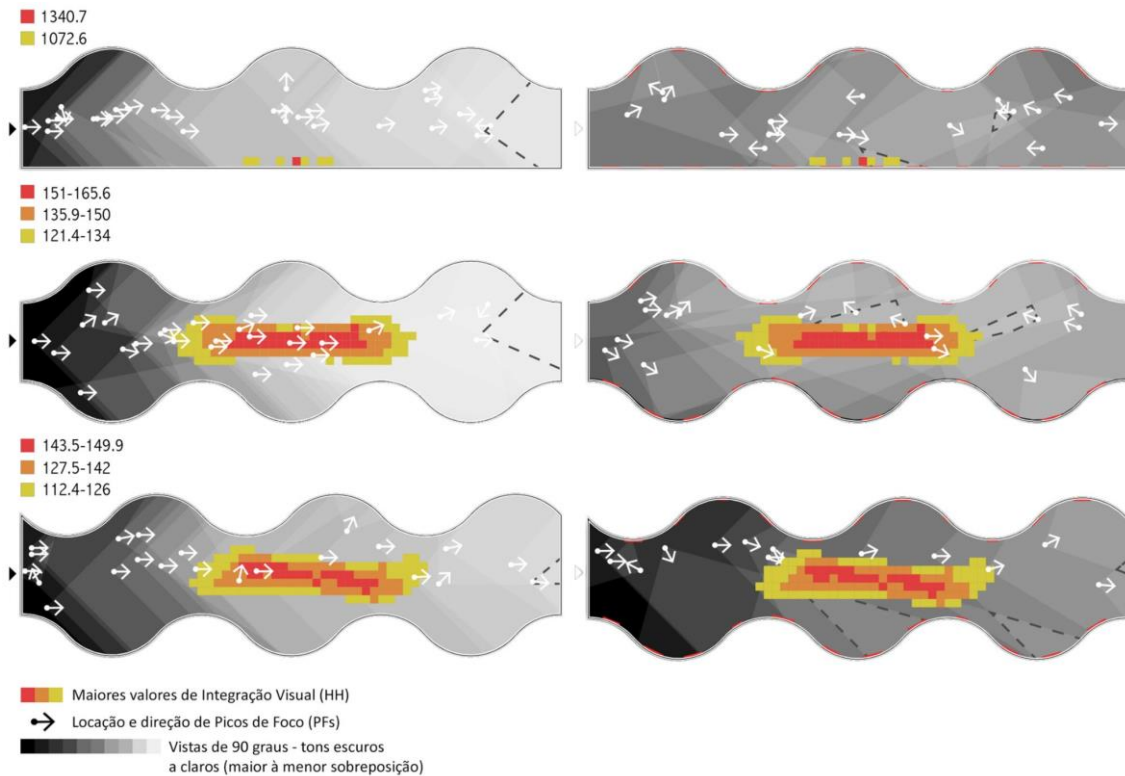 1340.7
1072.6
151-165.6
135.9-150
121.4-134
143.5-149.9
127.5-142
112.4-126
Maiores valores de Integração Visual (HH)
Locação e direção de Picos de Foco (PFs)
Vistas de 90 graus - tons escuros
a claros (maior à menor sobreposição)